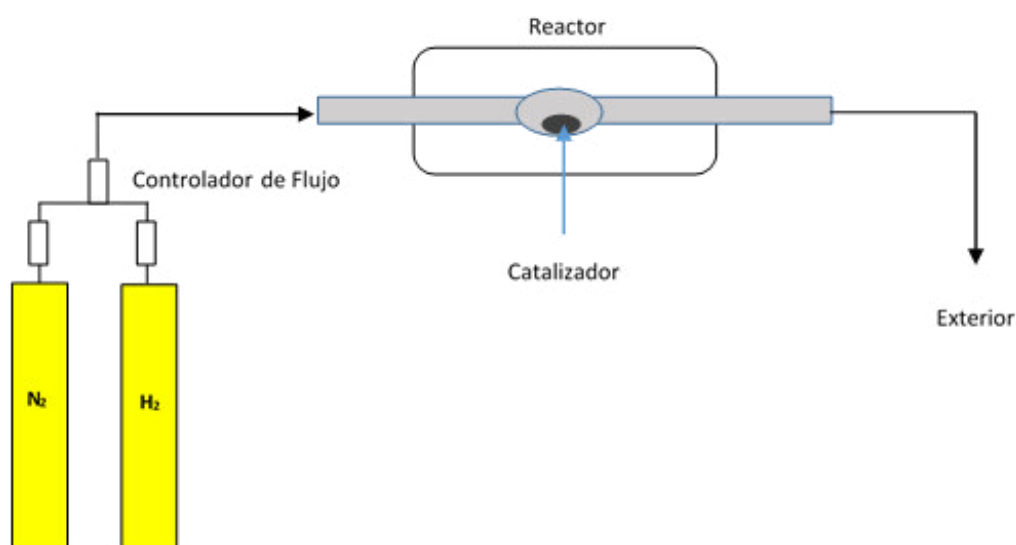 Reactor
Controlador de Flujo
Catalizador
Exterior
N₂
H₂